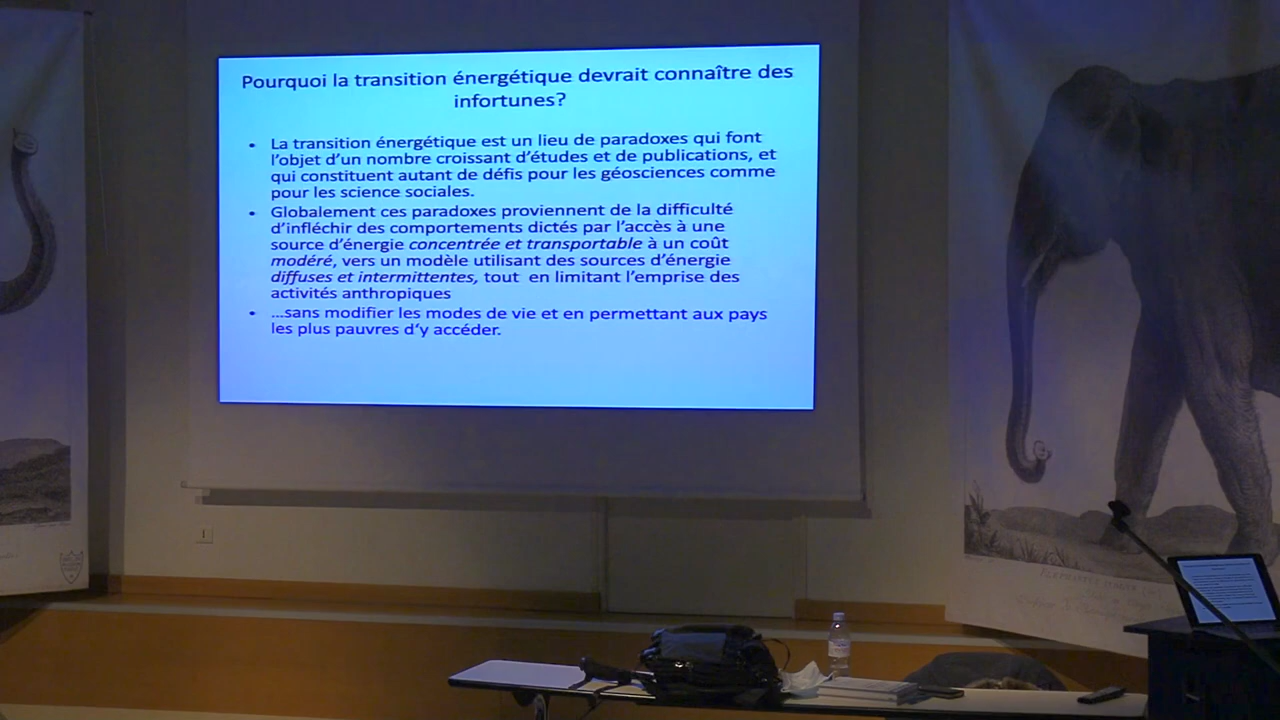 Pourquoi la transition énergétique devrait connaître des
infortunes?
• La transition énergétique est un lieu de paradoxes qui font
l'objet d'un nombre croissant d'études et de publications, et
qui constituent autant de défis pour les géosciences comme
pour les science sociales.
• Globalement ces paradoxes proviennent de la difficulté
d'infléchir des comportements dictés par l'accès à une
source d'énergie concentrée et transportable à un coût
modéré, vers un modèle utilisant des sources d'énergie
diffuses et intermittentes, tout en limitant l'emprise des
activités anthropiques
• ...sans modifier les modes de vie et en permettant aux pays
les plus pauvres d'y accéder.